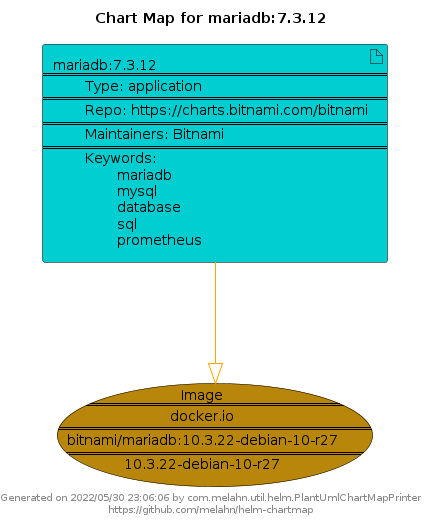 Chart Map for mariadb:7.3.12
mariadb:7.3.12
Type: application
Repo: https://charts.bitnami.com/bitnami
Maintainers: Bitnami
Keywords:
mariadb
mysql
database
sql
prometheus
Image
docker.io
bitnami/mariadb:10.3.22-debian-10-r27
10.3.22-debian-10-r27
Generated on 2022/05/30 23:06:06 by com.melahn.util.helm.PlantUmlChartMapPrinter
https://github.com/melahn/helm-chartmap